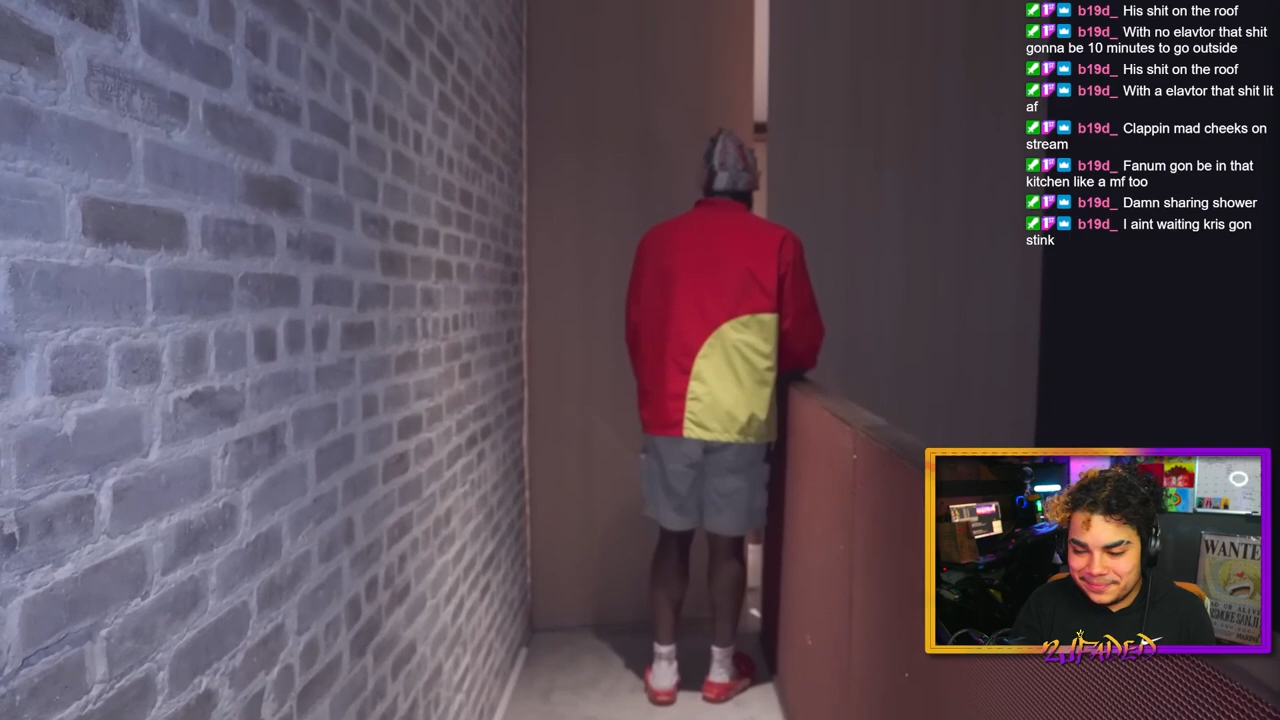 b19d_ His shit on the roof
b19d_ With no elavtor that shit
gonna be 10 minutes to go outside
b19d_ His shit on the roof
b19d_ With a elavtor that shit lit
af
b19d_ Clappin mad cheeks on
stream
b19d_ Fanum gon be in that
kitchen like a mf too
b19d_ Damn sharing shower
b19d_ I aint waiting kris gon
stink
WANTE
2HFADED